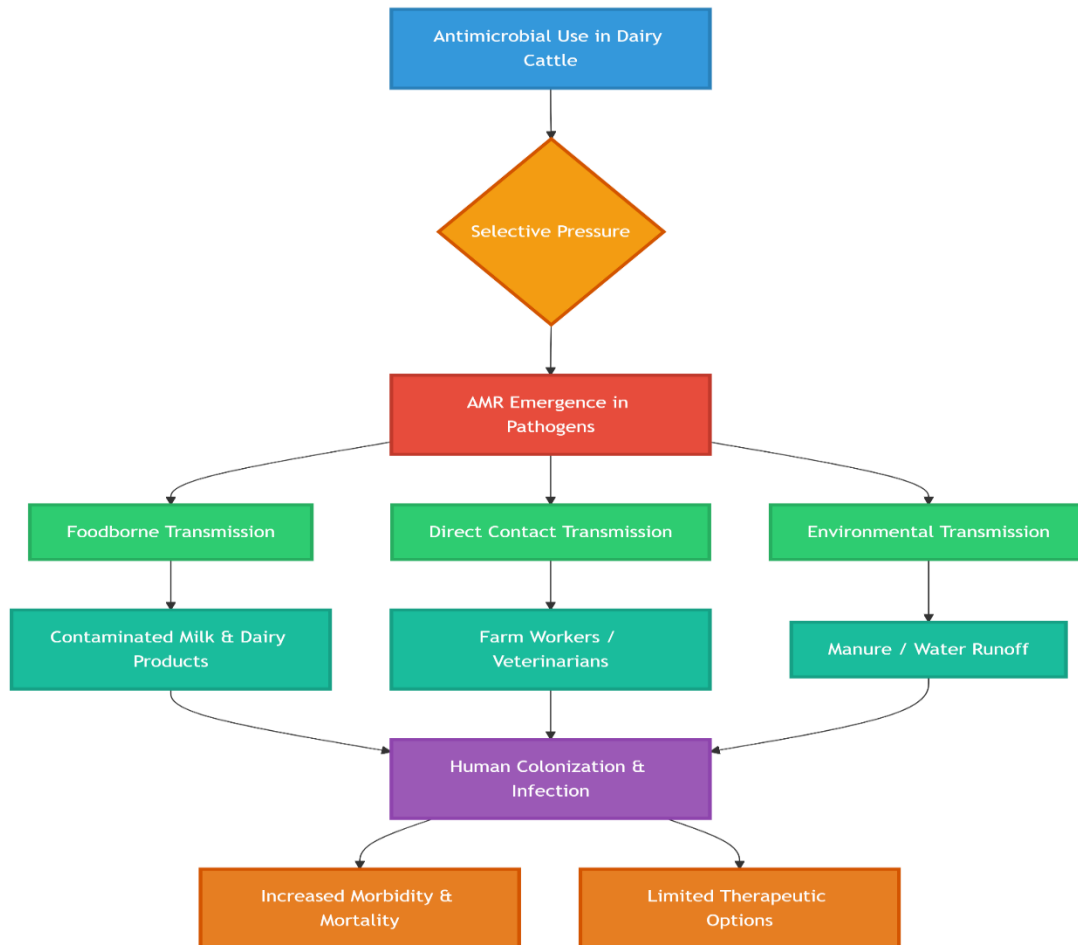 Antimicrobial Use in Dairy
Cattle
Selective Pressure
AMR Emergence in
Pathogens
Foodborne Transmission
Direct Contact Transmission
Environmental Transmission
Contaminated Milk & Dairy
Products
Farm Workers /
Veterinarians
Manure / Water Runoff
Human Colonization &
Infection
Increased Morbidity &
Mortality
Limited Therapeutic
Options